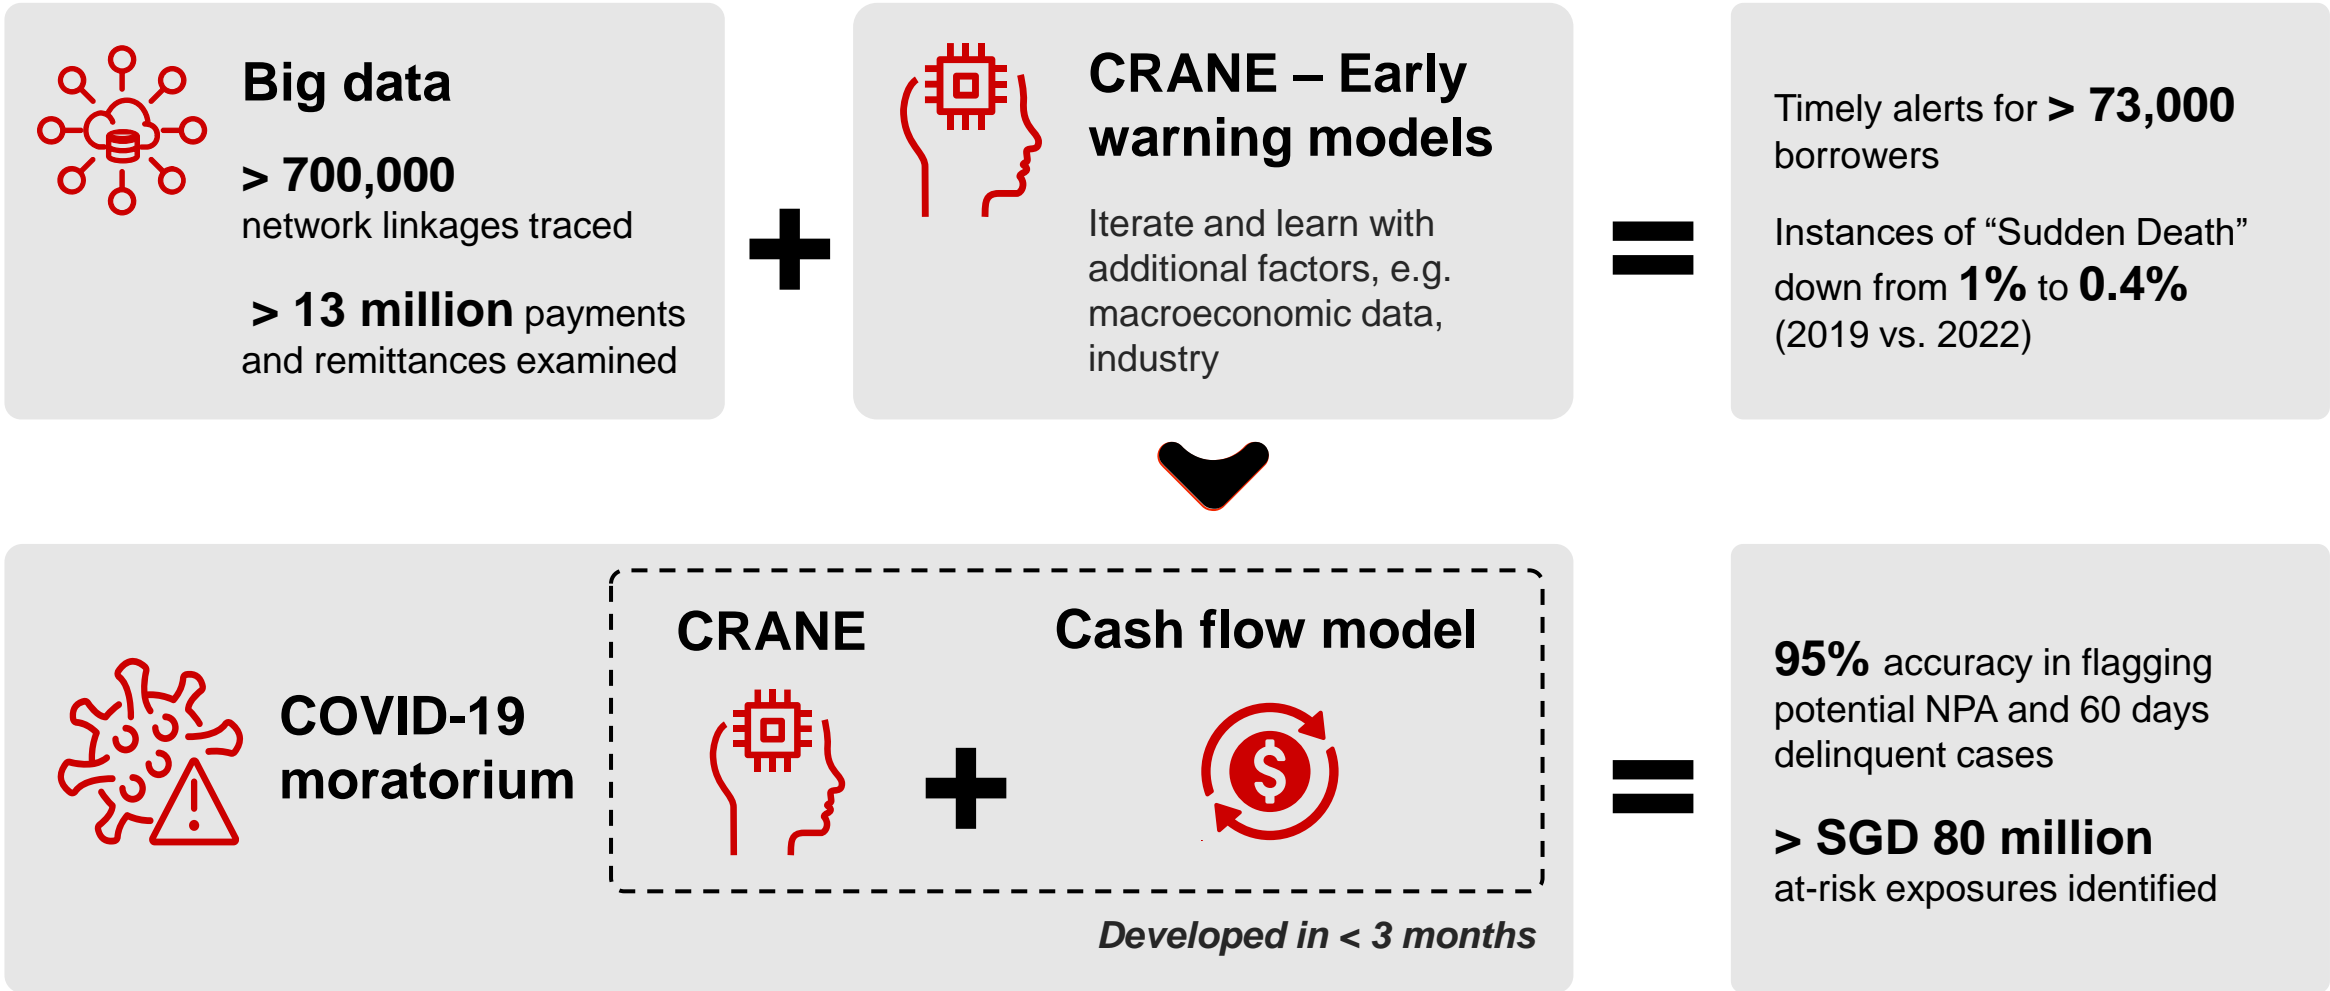 Big data
> 700,000
network linkages traced
> 13 million payments
and remittances examined
+
CRANE – Early
warning models
Iterate and learn with
additional factors, e.g.
macroeconomic data,
industry
=
Timely alerts for > 73,000
borrowers
Instances of “Sudden Death”
down from 1% to 0.4%
(2019 vs. 2022)
COVID-19
moratorium
CRANE
+
Cash flow model
$
Developed in < 3 months
=
95% accuracy in flagging
potential NPA and 60 days
delinquent cases
> SGD 80 million
at-risk exposures identified